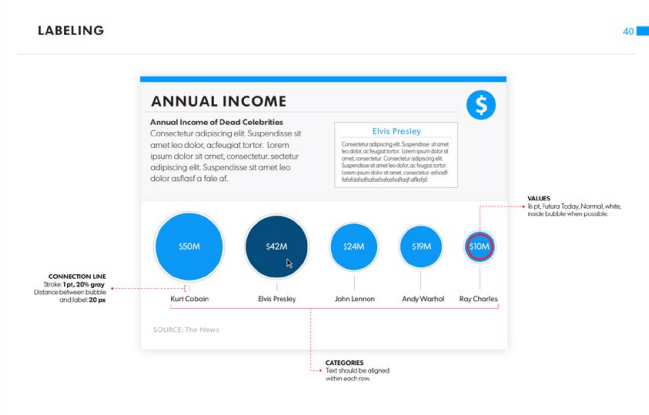 LABELING
40
ANNUAL INCOME
$
Annual Income of Dead Celebrities
Consectetur adipiscing elit. Suspendisse sit
amet leo dolor, acfeugiat tortor. Lorem
ipsum dolor sit amet, consectetur. sectetur
adipiscing elit. Suspendisse sit amet leo
dolor asflasf a fale af.
Elvis Presley
Consectetur adipiscing elit. Suspendisse sit amet
leo dolor, ac feugiat tortor. Lorem ipsum dolor sit
amet, consectetur. Consectetur adipiscing elit.
Suspendisse sit amet leo dolor, ac feugiat tortor.
Lorem ipsum dolor sit amet, consectetur.
VALUES
16 pt, Futura Today, Normal, white,
inside bubble when possible.
$50M
$42M
$24M
$19M
$10M
CONNECTION LINE
Stroke: 1 pt, 20% gray
Distance between bubble
and label: 20 px
Kurt Cobain
Elvis Presley
John Lennon
Andy Warhol
Ray Charles
SOURCE: The News
CATEGORIES
Text should be aligned
within each row.